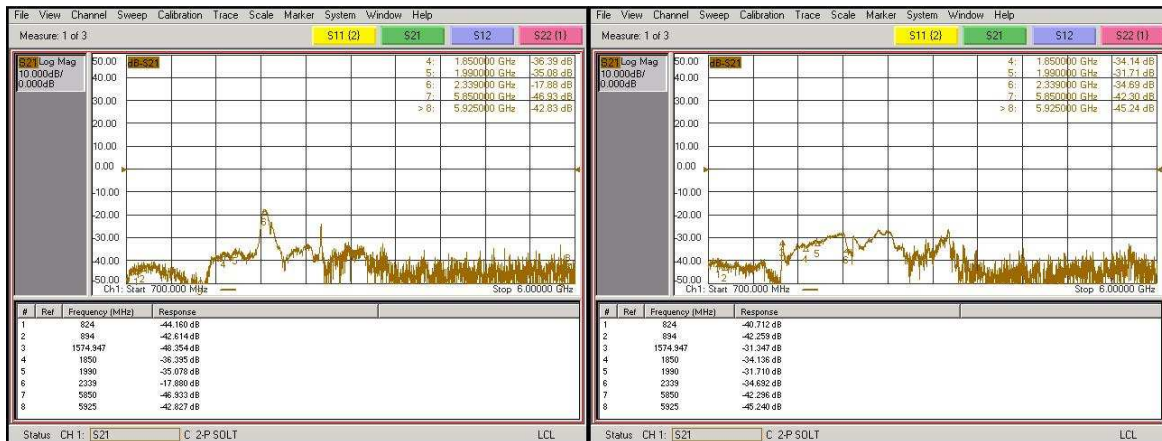 File View Channel Sweep Calibration Trace Scale Marker System Window Help
Measure: 1 of 3
S11 {2} S21 S12 S22 {1}
S21 Log Mag
10.000dB/
0.000dB
dB-S21
50.00
40.00
30.00
20.00
10.00
0.00
-10.00
-20.00
-30.00
-40.00
-50.00
4: 1.850000 GHz -36.39 dB
5: 1.990000 GHz -35.08 dB
6: 2.339000 GHz -17.88 dB
7: 5.850000 GHz -46.93 dB
> 8: 5.925000 GHz -42.83 dB
Ch1: Start 700.000 MHz Stop 6.00000 GHz
# Ref Frequency (MHz) Response
1 824 -44.160 dB
2 894 -42.614 dB
3 1574.947 -48.354 dB
4 1850 -36.395 dB
5 1990 -35.078 dB
6 2339 -17.880 dB
7 5850 -46.933 dB
8 5925 -42.827 dB
Status CH 1: S21 C 2-P SOLT LCL
File View Channel Sweep Calibration Trace Scale Marker System Window Help
Measure: 1 of 3
S11 {2} S21 S12 S22 {1}
S21 Log Mag
10.000dB/
0.000dB
dB-S21
50.00
40.00
30.00
20.00
10.00
0.00
-10.00
-20.00
-30.00
-40.00
-50.00
4: 1.850000 GHz -34.14 dB
5: 1.990000 GHz -31.71 dB
6: 2.339000 GHz -34.69 dB
7: 5.850000 GHz -42.30 dB
> 8: 5.925000 GHz -45.24 dB
Ch1: Start 700.000 MHz Stop 6.00000 GHz
# Ref Frequency (MHz) Response
1 824 -40.712 dB
2 894 -42.259 dB
3 1574.947 -31.347 dB
4 1850 -34.136 dB
5 1990 -31.710 dB
6 2339 -34.692 dB
7 5850 -42.296 dB
8 5925 -45.240 dB
Status CH 1: S21 C 2-P SOLT LCL